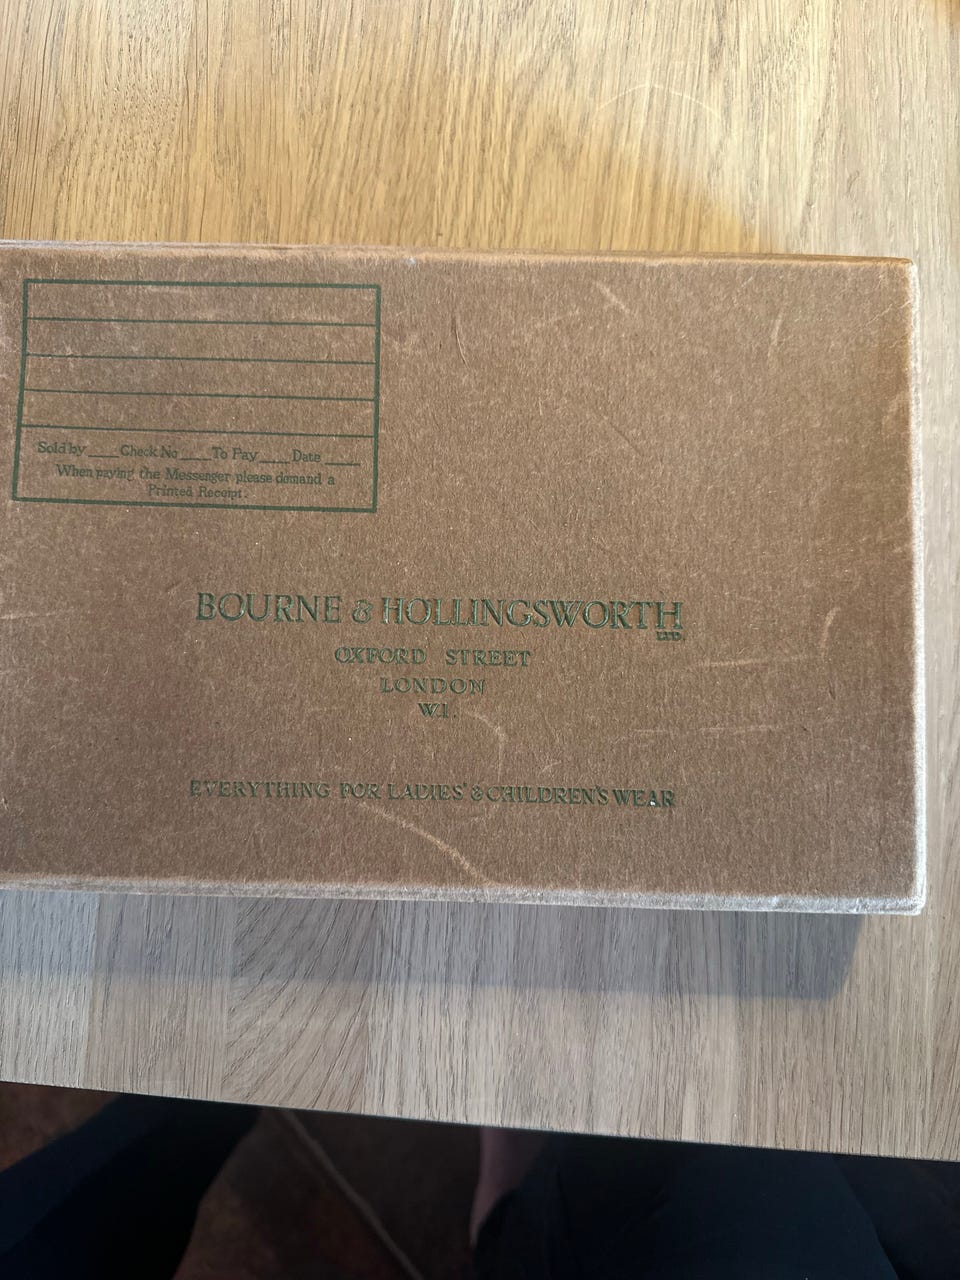 Sold by ____ Check No ____ To Pay ____ Date ____
When paying the Messenger please demand a
Printed Receipt.
BOURNE & HOLLINGSWORTH
LTD.
OXFORD STREET
LONDON
W.1.
EVERYTHING FOR LADIES' & CHILDREN'S WEAR